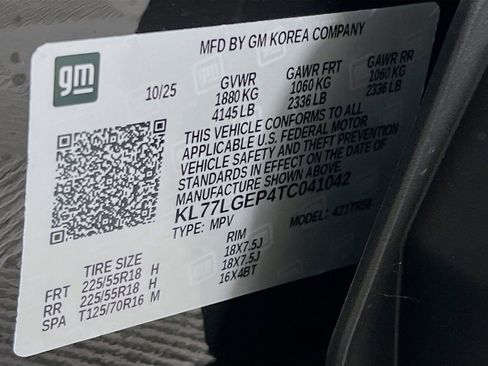 gm
MFD BY GM KOREA COMPANY
10/25 GVWR GAWR FRT GAWR RR
1880 KG 1060 KG 1060 KG
4145 LB 2336 LB 2336 LB
THIS VEHICLE CONFORMS TO ALL
APPLICABLE U.S. FEDERAL MOTOR
VEHICLE SAFETY AND THEFT PREVENTION
STANDARDS IN EFFECT ON THE DATE OF
MANUFACTURE SHOWN ABOVE.
KL77LGEP4TC041042
TYPE: MPV MODEL: 4Z1TR58
TIRE SIZE RIM
FRT 225/55R18 H 18X7.5J
RR 225/55R18 H 18X7.5J
SPA T125/70R16 M 16X4BT